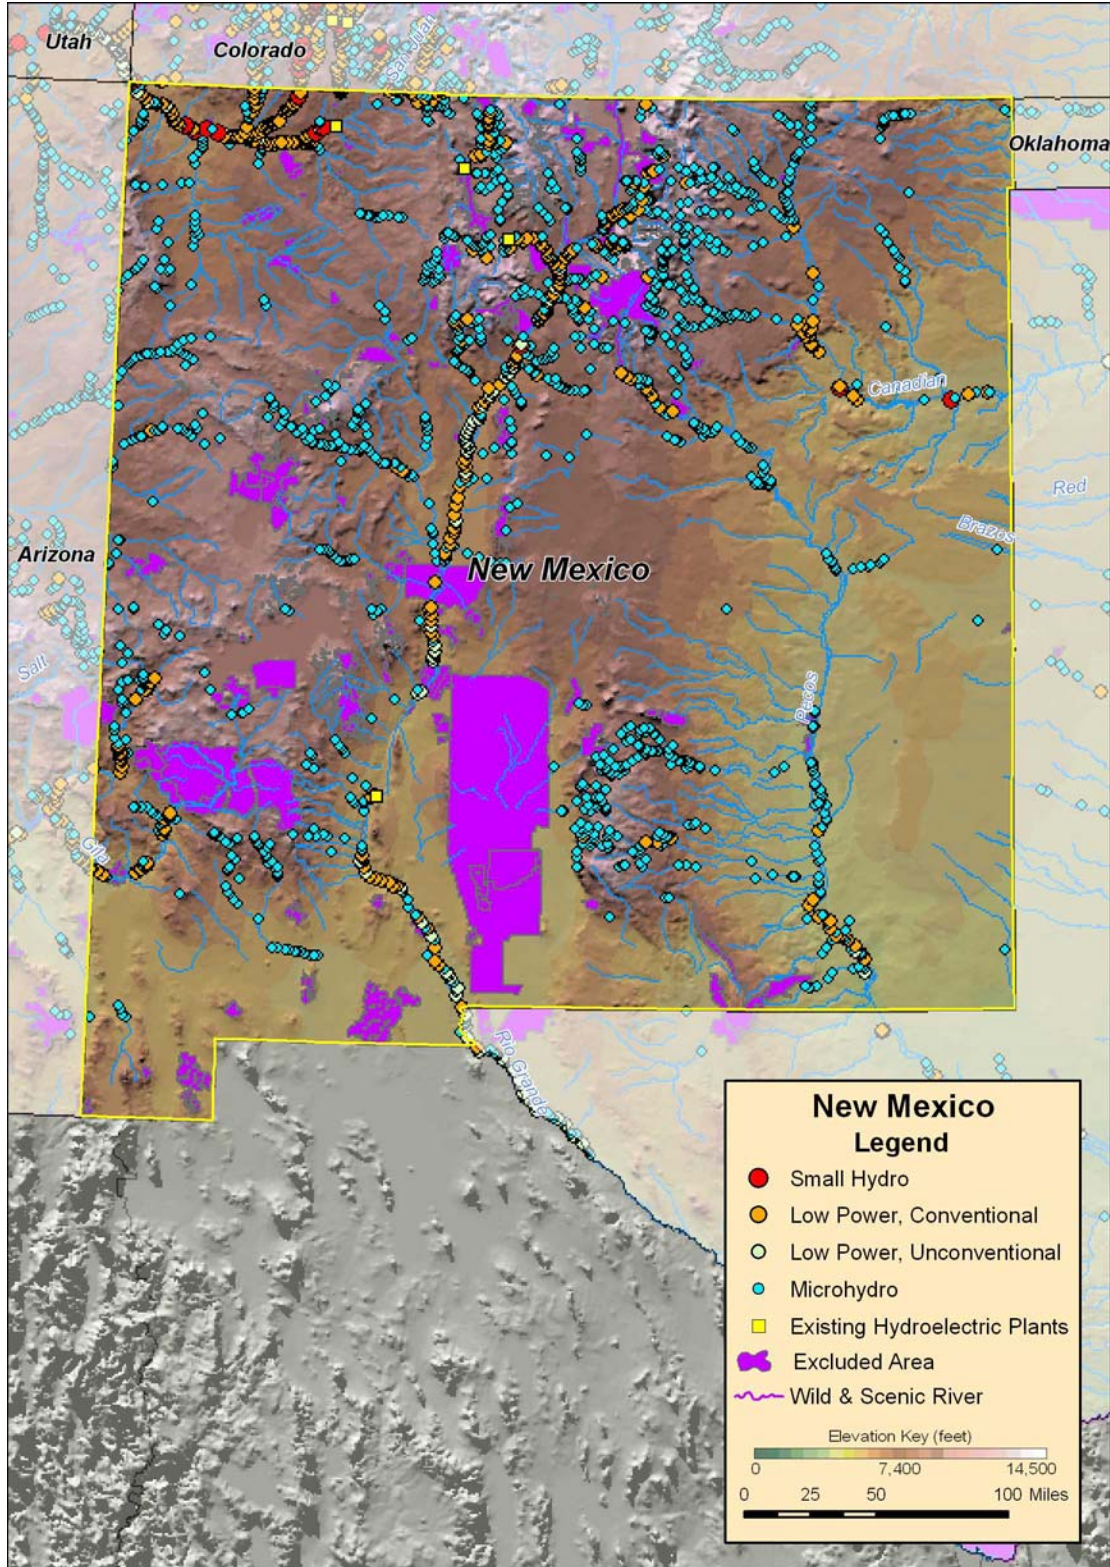 Utah
Colorado
San Juan
Oklahoma
Canadian
Red
Brazos
Arizona
New Mexico
Salt
Pecos
Gila
Rio Grande
New Mexico
Legend
Small Hydro
Low Power, Conventional
Low Power, Unconventional
Microhydro
Existing Hydroelectric Plants
Excluded Area
Wild & Scenic River
Elevation Key (feet)
0 7,400 14,500
0 25 50 100 Miles